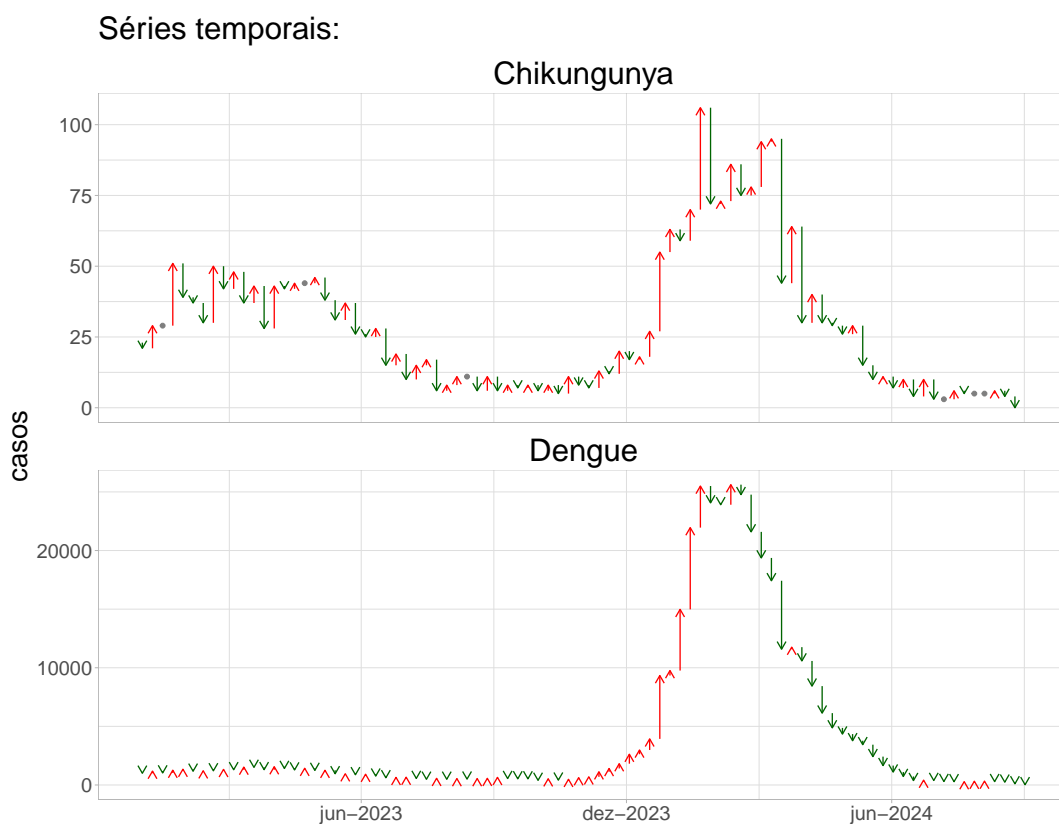 Séries temporais:
Chikungunya
100
75
50
25
0
casos
Dengue
20000
10000
0
jun−2023
dez−2023
jun−2024